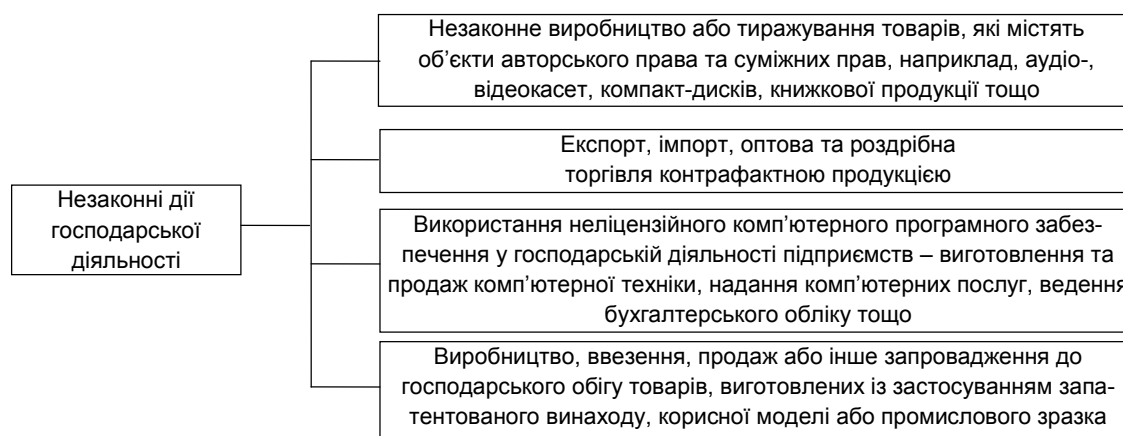 Незаконне виробництво або тиражування товарів, які містять
об’єкти авторського права та суміжних прав, наприклад, аудіо-,
відеокасет, компакт-дисків, книжкової продукції тощо
Експорт, імпорт, оптова та роздрібна
торгівля контрафактною продукцією
Незаконні дії
господарської
діяльності
Використання неліцензійного комп’ютерного програмного забез-
печення у господарській діяльності підприємств – виготовлення та
продаж комп’ютерної техніки, надання комп’ютерних послуг, ведення
бухгалтерського обліку тощо
Виробництво, ввезення, продаж або інше запровадження до
господарського обігу товарів, виготовлених із застосуванням запа-
тентованого винаходу, корисної моделі або промислового зразка